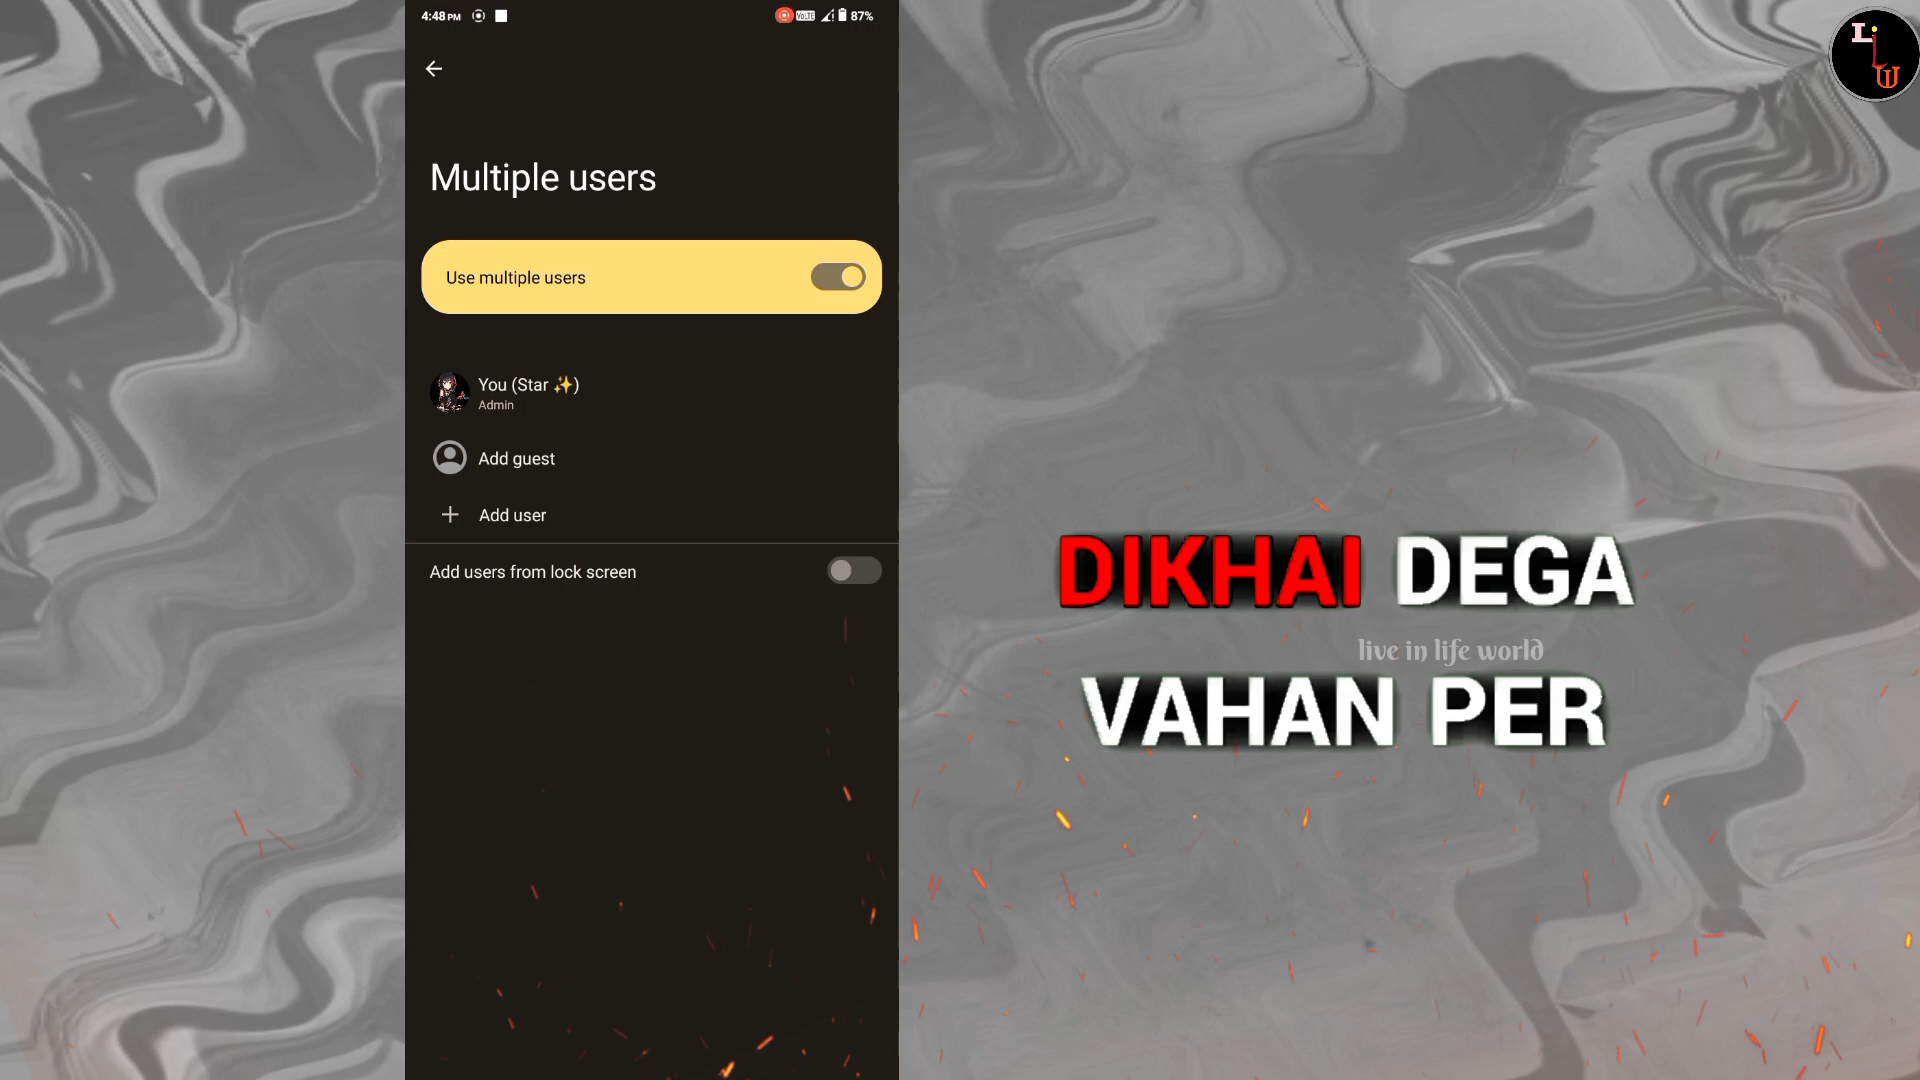 4:48 PM
VoLTE
87%
Multiple users
Use multiple users
You (Star ✨)
Admin
Add guest
Add user
Add users from lock screen
L i L W
DIKHAI DEGA
live in life world
VAHAN PER